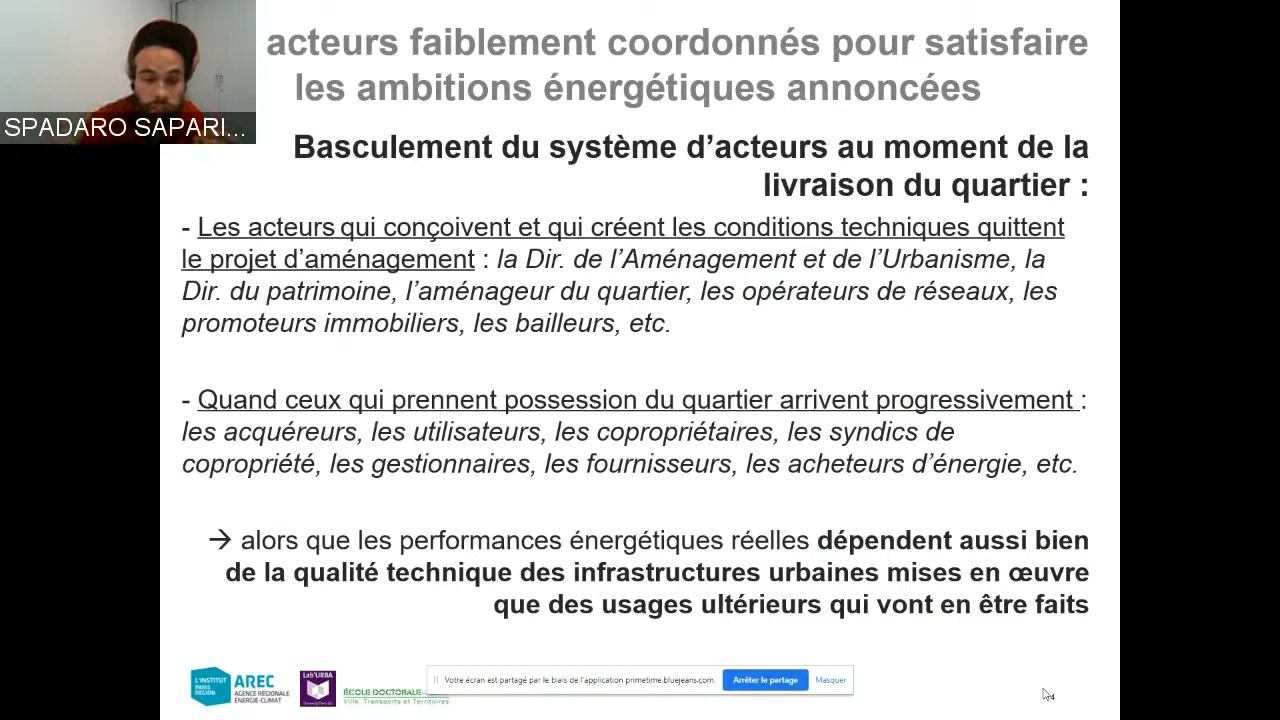 acteurs faiblement coordonnés pour satisfaire
les ambitions énergétiques annoncées
SPADARO SAPARI...
Basculement du système d’acteurs au moment de la
livraison du quartier :
- Les acteurs qui conçoivent et qui créent les conditions techniques quittent
le projet d’aménagement : la Dir. de l’Aménagement et de l’Urbanisme, la
Dir. du patrimoine, l’aménageur du quartier, les opérateurs de réseaux, les
promoteurs immobiliers, les bailleurs, etc.
- Quand ceux qui prennent possession du quartier arrivent progressivement :
les acquéreurs, les utilisateurs, les copropriétaires, les syndics de
copropriété, les gestionnaires, les fournisseurs, les acheteurs d’énergie, etc.
→ alors que les performances énergétiques réelles dépendent aussi bien
de la qualité technique des infrastructures urbaines mises en œuvre
que des usages ultérieurs qui vont en être faits
L'INSTITUT
PARIS
REGION
AREC
AGENCE RÉGIONALE
ÉNERGIE-CLIMAT
Lab'URBA
ÉCOLE DOCTORALE
Ville, Transports et Territoires
Votre écran est partagé par le biais de l'application primetime.bluejeans.com.
Arrêter le partage
Masquer
4